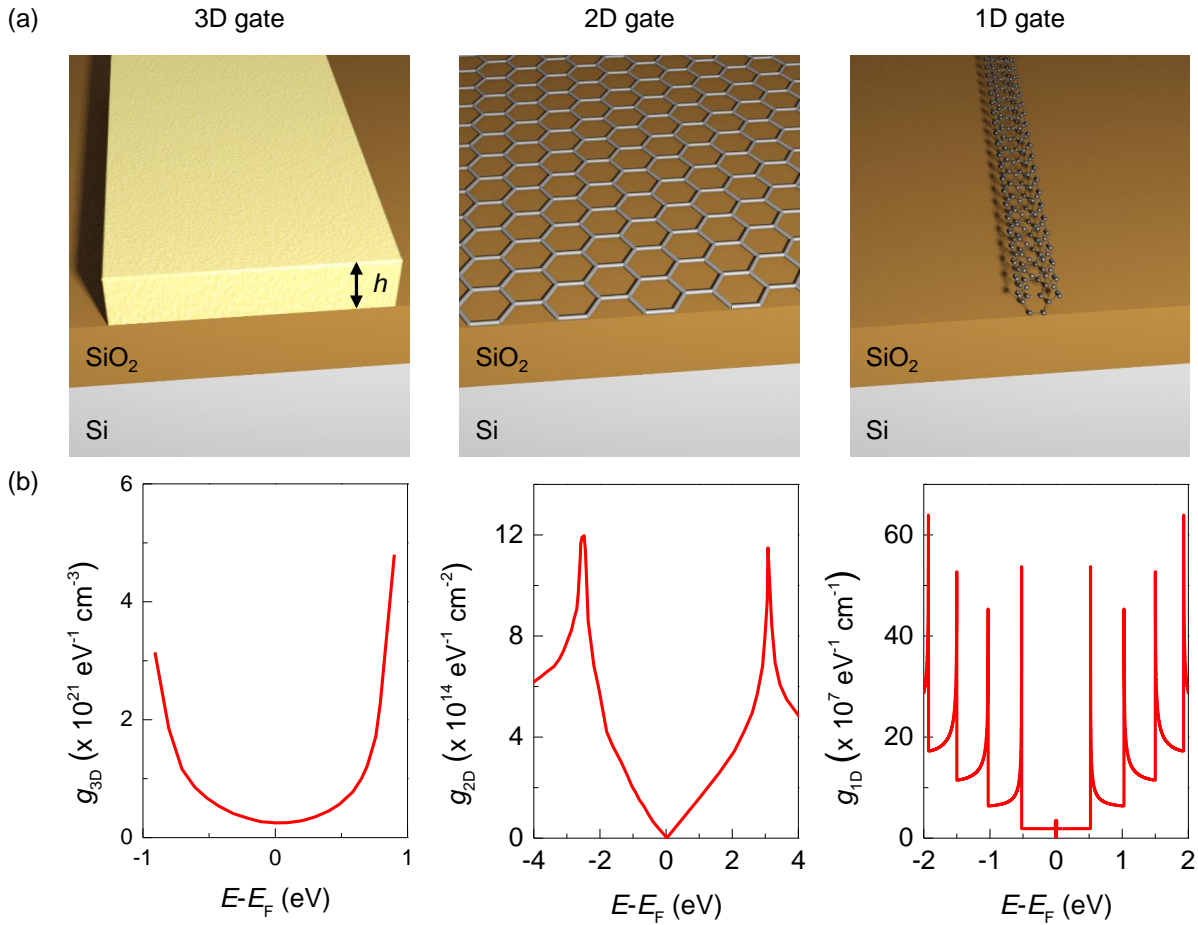 (a)
3D gate
2D gate
1D gate
h
SiO2
Si
SiO2
Si
SiO2
Si
(b)
g3D (x 10^21 eV^-1 cm^-3)
6
4
2
0
-1
0
1
E-EF (eV)
g2D (x 10^14 eV^-1 cm^-2)
12
8
4
0
-4
-2
0
2
4
E-EF (eV)
g1D (x 10^7 eV^-1 cm^-1)
60
40
20
0
-2
-1
0
1
2
E-EF (eV)